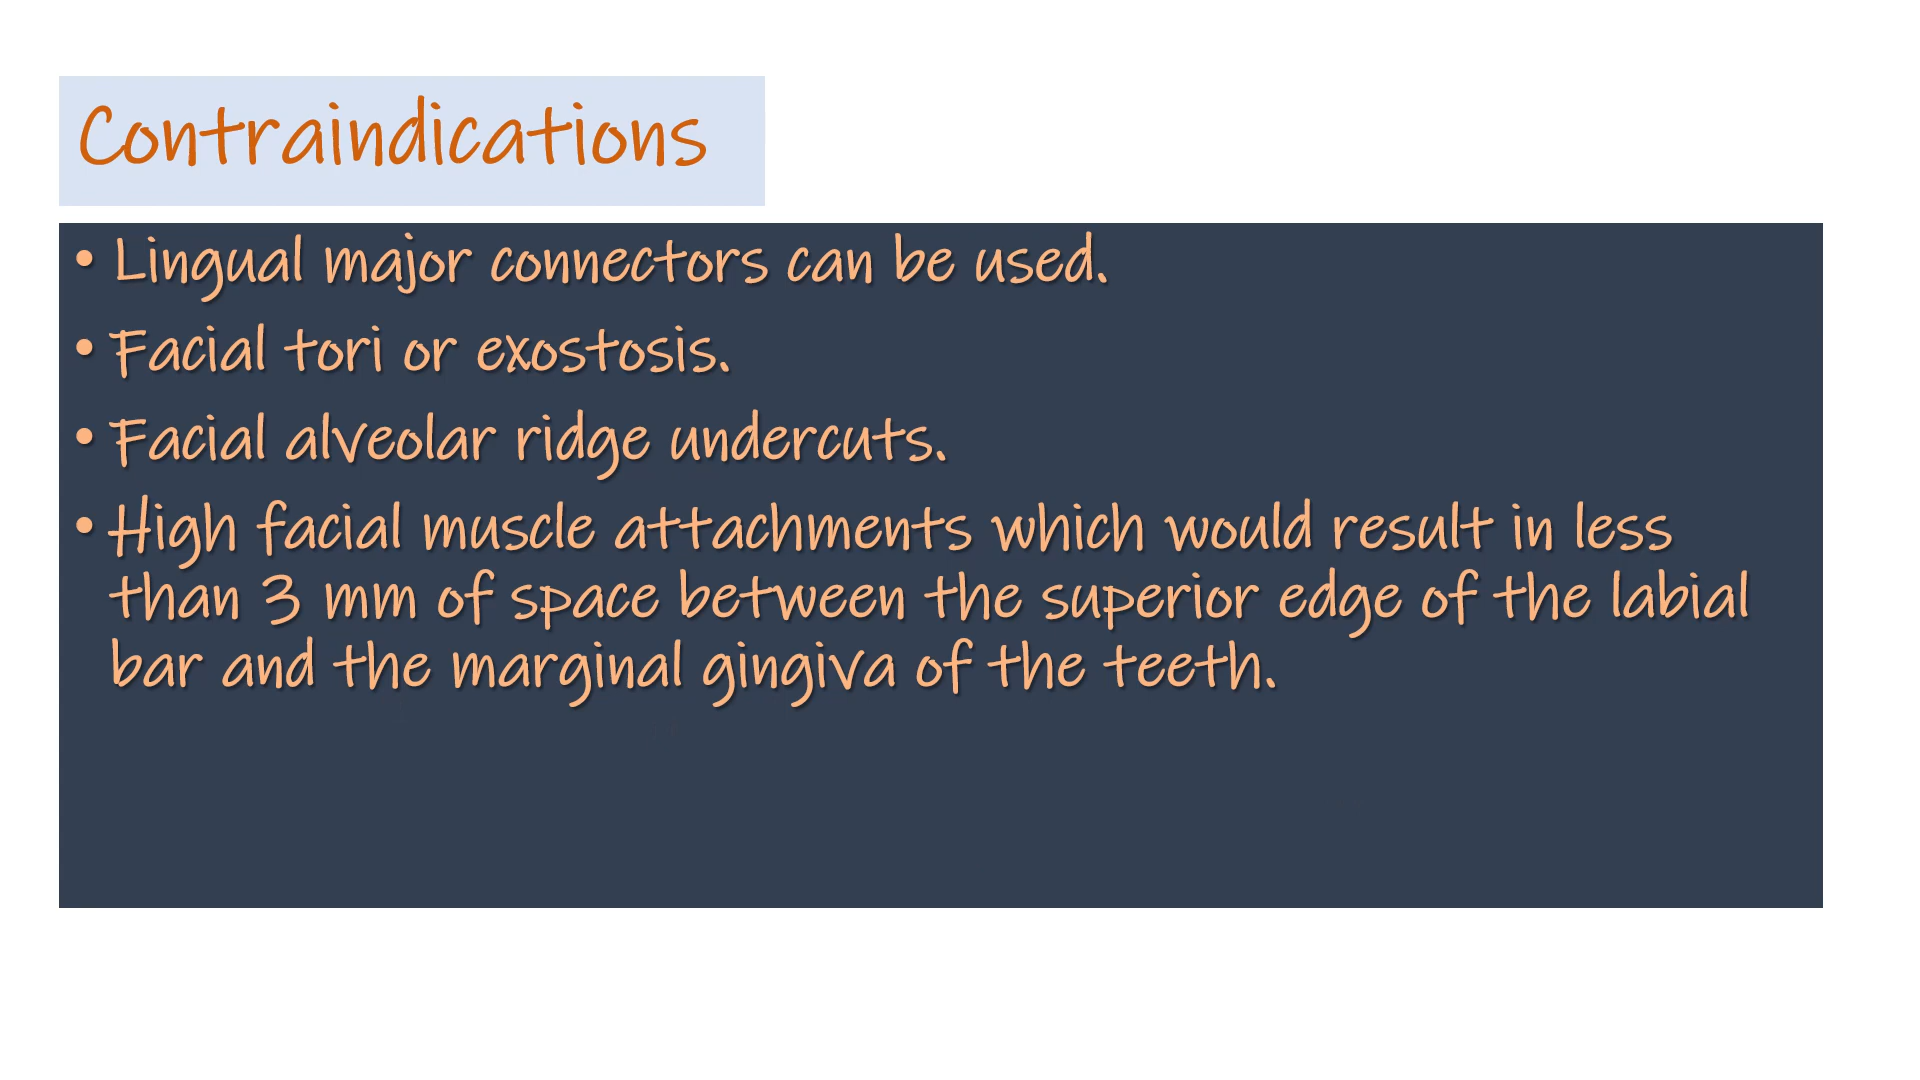 Contraindications
• Lingual major connectors can be used.
• Facial tori or exostosis.
• Facial alveolar ridge undercuts.
• High facial muscle attachments which would result in less
than 3 mm of space between the superior edge of the labial
bar and the marginal gingiva of the teeth.